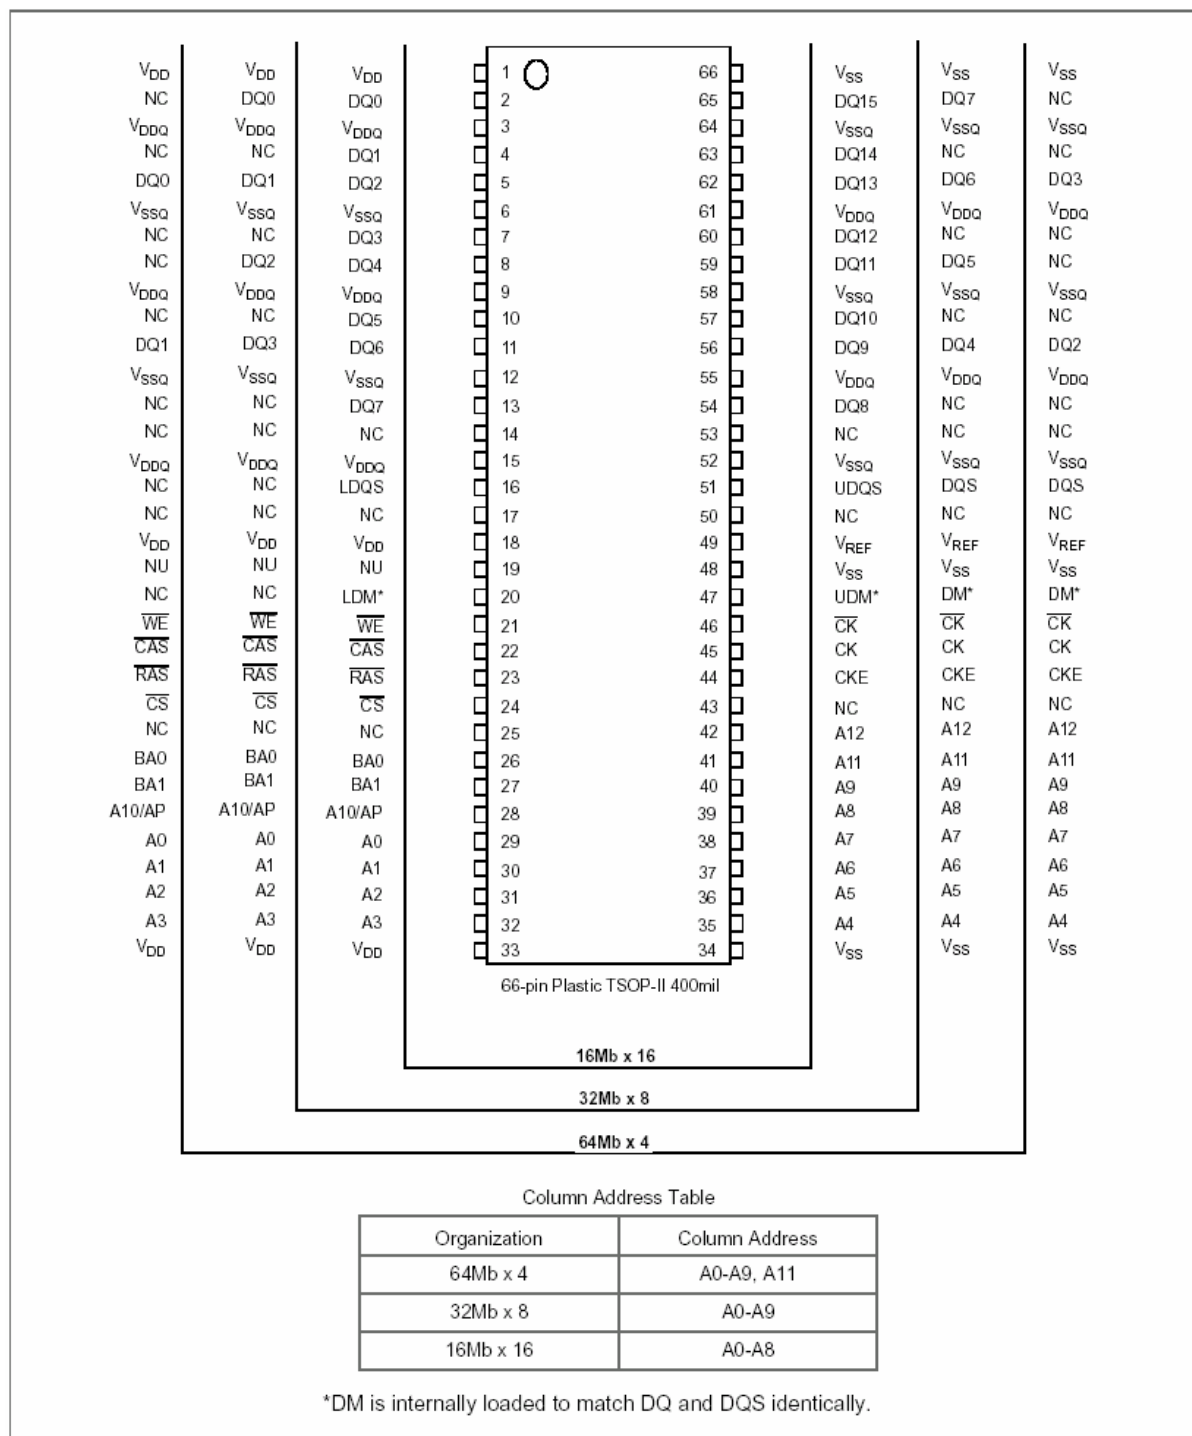 VDD VDD VDD 1 66 VSS VSS VSS
NC DQ0 DQ0 2 65 DQ15 DQ7 NC
VDDQ VDDQ VDDQ 3 64 VSSQ VSSQ VSSQ
NC NC DQ1 4 63 DQ14 NC NC
DQ0 DQ1 DQ2 5 62 DQ13 DQ6 DQ3
VSSQ VSSQ VSSQ 6 61 VDDQ VDDQ VDDQ
NC NC DQ3 7 60 DQ12 NC NC
NC DQ2 DQ4 8 59 DQ11 DQ5 NC
VDDQ VDDQ VDDQ 9 58 VSSQ VSSQ VSSQ
NC NC DQ5 10 57 DQ10 NC NC
DQ1 DQ3 DQ6 11 56 DQ9 DQ4 DQ2
VSSQ VSSQ VSSQ 12 55 VDDQ VDDQ VDDQ
NC NC DQ7 13 54 DQ8 NC NC
NC NC NC 14 53 NC NC NC
VDDQ VDDQ VDDQ 15 52 VSSQ VSSQ VSSQ
NC NC LDQS 16 51 UDQS DQS DQS
NC NC NC 17 50 NC NC NC
VDD VDD VDD 18 49 VREF VREF VREF
NU NU NU 19 48 VSS VSS VSS
NC NC LDM* 20 47 UDM* DM* DM*
W̅E̅ W̅E̅ W̅E̅ 21 46 C̅K̅ C̅K̅ C̅K̅
C̅A̅S̅ C̅A̅S̅ C̅A̅S̅ 22 45 CK CK CK
R̅A̅S̅ R̅A̅S̅ R̅A̅S̅ 23 44 CKE CKE CKE
C̅S̅ C̅S̅ C̅S̅ 24 43 NC NC NC
NC NC NC 25 42 A12 A12 A12
BA0 BA0 BA0 26 41 A11 A11 A11
BA1 BA1 BA1 27 40 A9 A9 A9
A10/AP A10/AP A10/AP 28 39 A8 A8 A8
A0 A0 A0 29 38 A7 A7 A7
A1 A1 A1 30 37 A6 A6 A6
A2 A2 A2 31 36 A5 A5 A5
A3 A3 A3 32 35 A4 A4 A4
VDD VDD VDD 33 34 VSS VSS VSS
66-pin Plastic TSOP-II 400mil
16Mb x 16
32Mb x 8
64Mb x 4
Column Address Table
Organization Column Address
64Mb x 4 A0-A9, A11
32Mb x 8 A0-A9
16Mb x 16 A0-A8
*DM is internally loaded to match DQ and DQS identically.